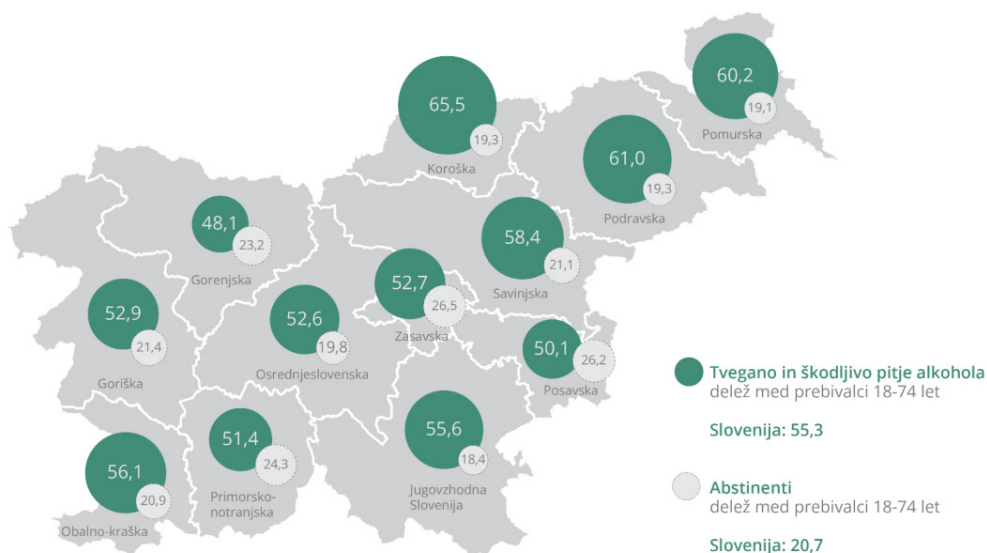 60,2
19,1
Pomurska
65,5
19,3
Koroška
61,0
19,3
Podravska
48,1
23,2
Gorenjska
58,4
21,1
Savinjska
52,7
26,5
Zasavska
52,9
21,4
Goriška
52,6
19,8
Osrednjeslovenska
50,1
26,2
Posavska
55,6
18,4
Jugovzhodna
Slovenija
51,4
24,3
Primorsko-
notranjska
56,1
20,9
Obalno-kraška
Tvegano in škodljivo pitje alkohola
delež med prebivalci 18-74 let
Slovenija: 55,3
Abstinenti
delež med prebivalci 18-74 let
Slovenija: 20,7